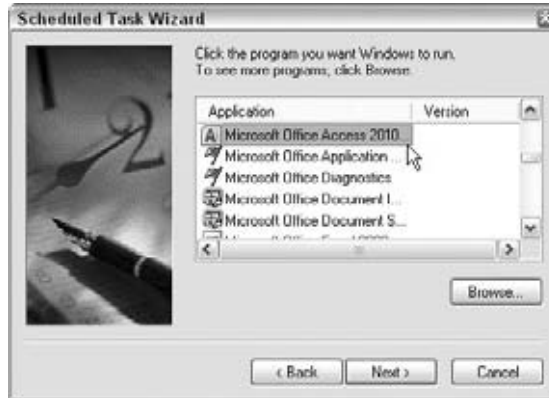 Scheduled Task Wizard
Click the program you want Windows to run.
To see more programs, click Browse.
Application Version
Microsoft Office Access 2010
Microsoft Office Application ...
Microsoft Office Diagnostics
Microsoft Office Document I...
Microsoft Office Document S...
Browse...
2
< Back Next > Cancel